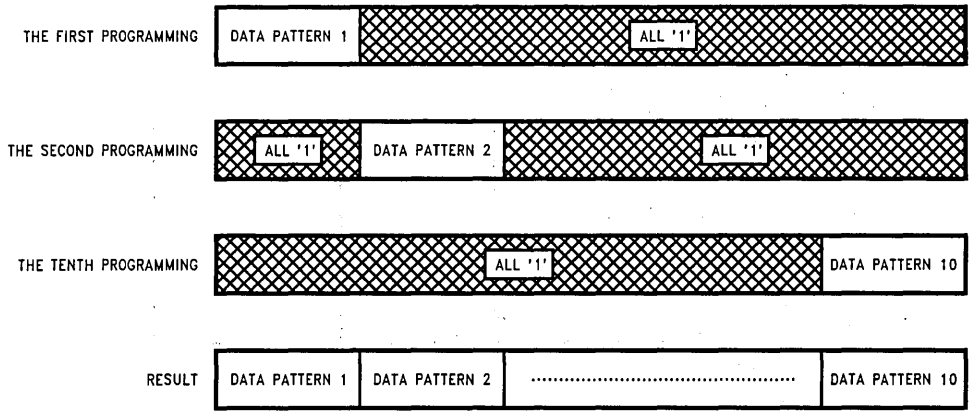 THE FIRST PROGRAMMING DATA PATTERN 1 ALL '1'
THE SECOND PROGRAMMING ALL '1' DATA PATTERN 2 ALL '1'
THE TENTH PROGRAMMING ALL '1' DATA PATTERN 10
RESULT DATA PATTERN 1 DATA PATTERN 2 ........................................ DATA PATTERN 10